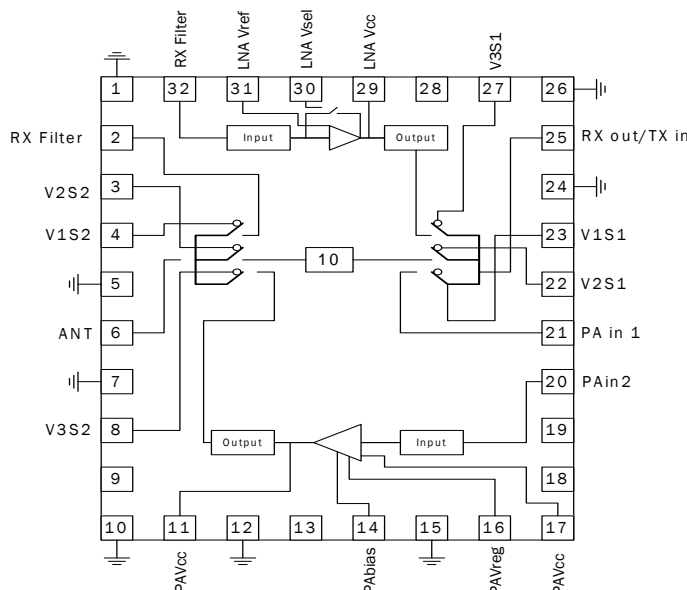 RX Filter
LNA Vref
LNA Vsel
LNA Vcc
V3S1
1
32
31
30
29
28
27
26
RX Filter
2
Input
Output
25
RX out/TX in
V2S2
3
24
V1S2
4
23
V1S1
5
10
22
V2S1
ANT
6
21
PA in 1
7
20
PAin2
V3S2
8
Output
Input
19
9
18
10
11
12
13
14
15
16
17
PAVcc
PAbias
PAVreg
PAVcc